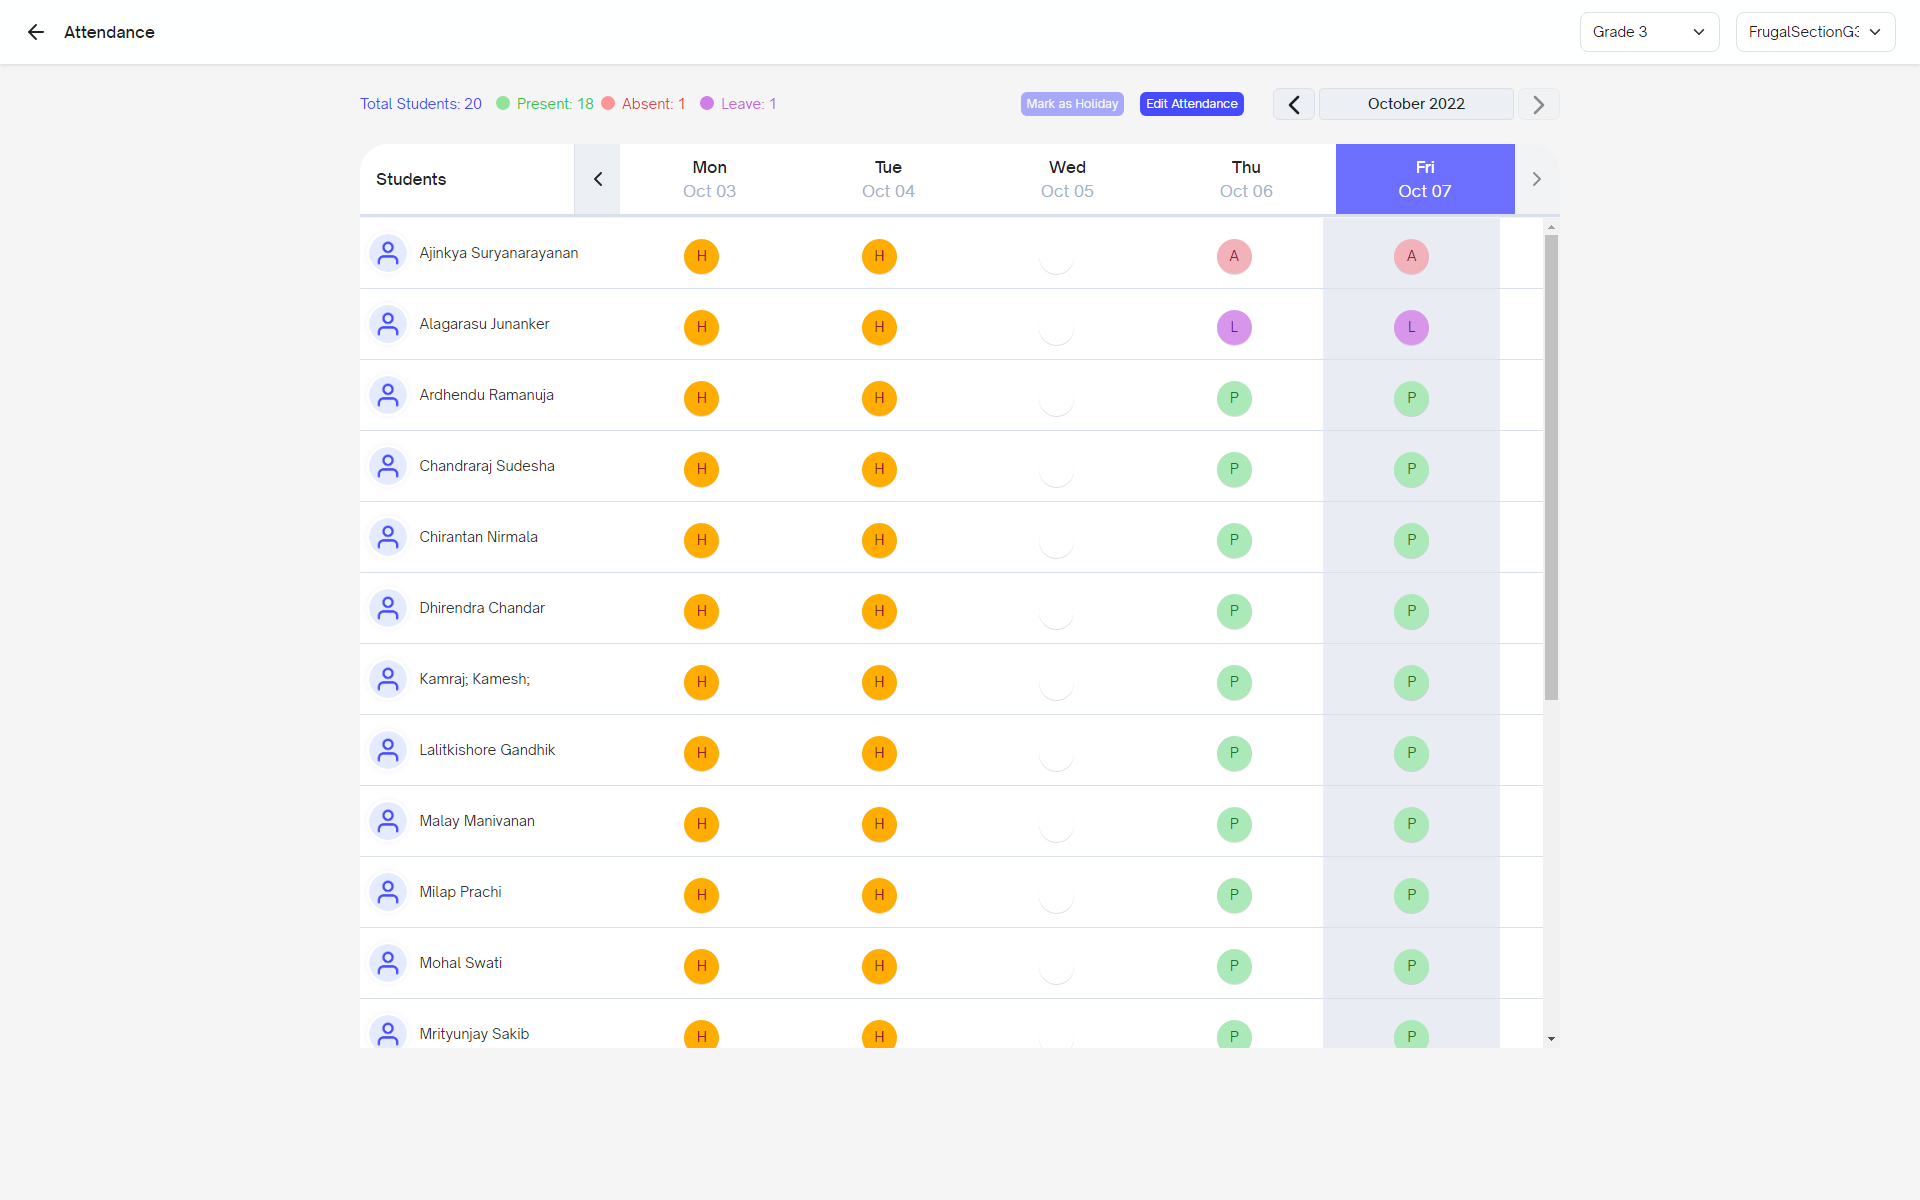 Attendance
Grade 3
FrugalSectionG3
Total Students: 20 Present: 18 Absent: 1 Leave: 1
Mark as Holiday
Edit Attendance
October 2022
Students Mon Tue Wed Thu Fri
Oct 03 Oct 04 Oct 05 Oct 06 Oct 07
Ajinkya Suryanarayanan H H A A
Alagarasu Junanker H H L L
Ardhendu Ramanuja H H P P
Chandraraj Sudesha H H P P
Chirantan Nirmala H H P P
Dhirendra Chandar H H P P
Kamraj; Kamesh; H H P P
Lalitkishore Gandhik H H P P
Malay Manivanan H H P P
Milap Prachi H H P P
Mohal Swati H H P P
Mrityunjay Sakib H H P P